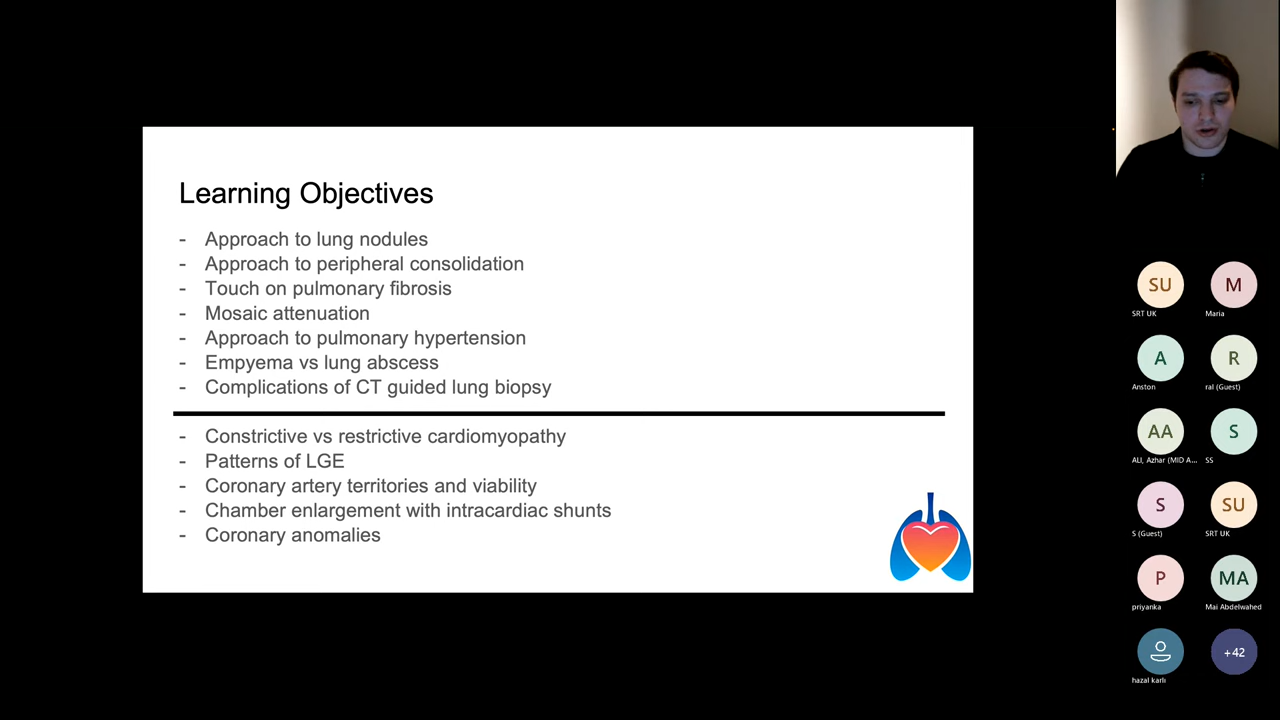 Learning Objectives
- Approach to lung nodules
- Approach to peripheral consolidation
- Touch on pulmonary fibrosis
- Mosaic attenuation
- Approach to pulmonary hypertension
- Empyema vs lung abscess
- Complications of CT guided lung biopsy
- Constrictive vs restrictive cardiomyopathy
- Patterns of LGE
- Coronary artery territories and viability
- Chamber enlargement with intracardiac shunts
- Coronary anomalies
SU M
SRT UK Maria
A R
Anston ral (Guest)
AA S
ALI, Azhar (MID A... SS
S SU
S (Guest) SRT UK
P MA
priyanka Mai Abdelwahed
+42
hazal karlı